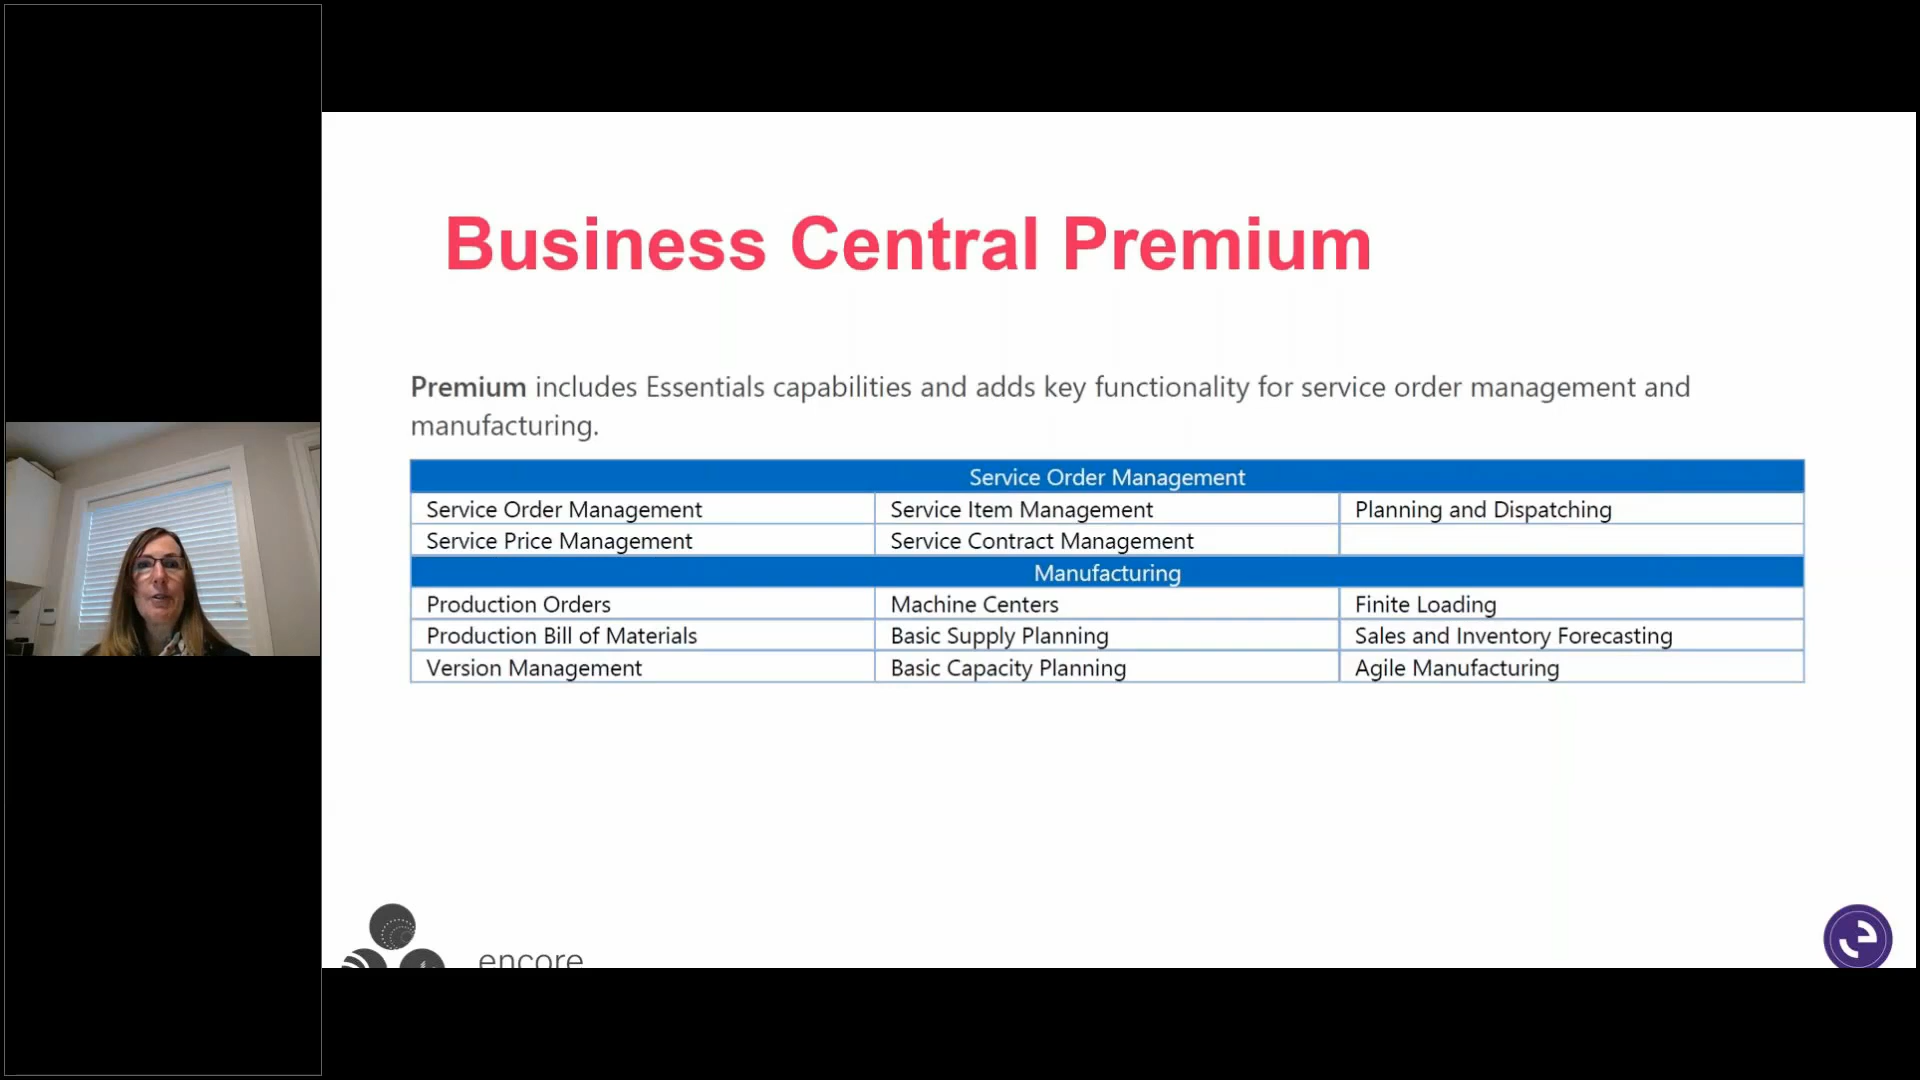 Business Central Premium
Premium includes Essentials capabilities and adds key functionality for service order management and
manufacturing.
Service Order Management
Service Order Management Service Item Management Planning and Dispatching
Service Price Management Service Contract Management
Manufacturing
Production Orders Machine Centers Finite Loading
Production Bill of Materials Basic Supply Planning Sales and Inventory Forecasting
Version Management Basic Capacity Planning Agile Manufacturing
encore